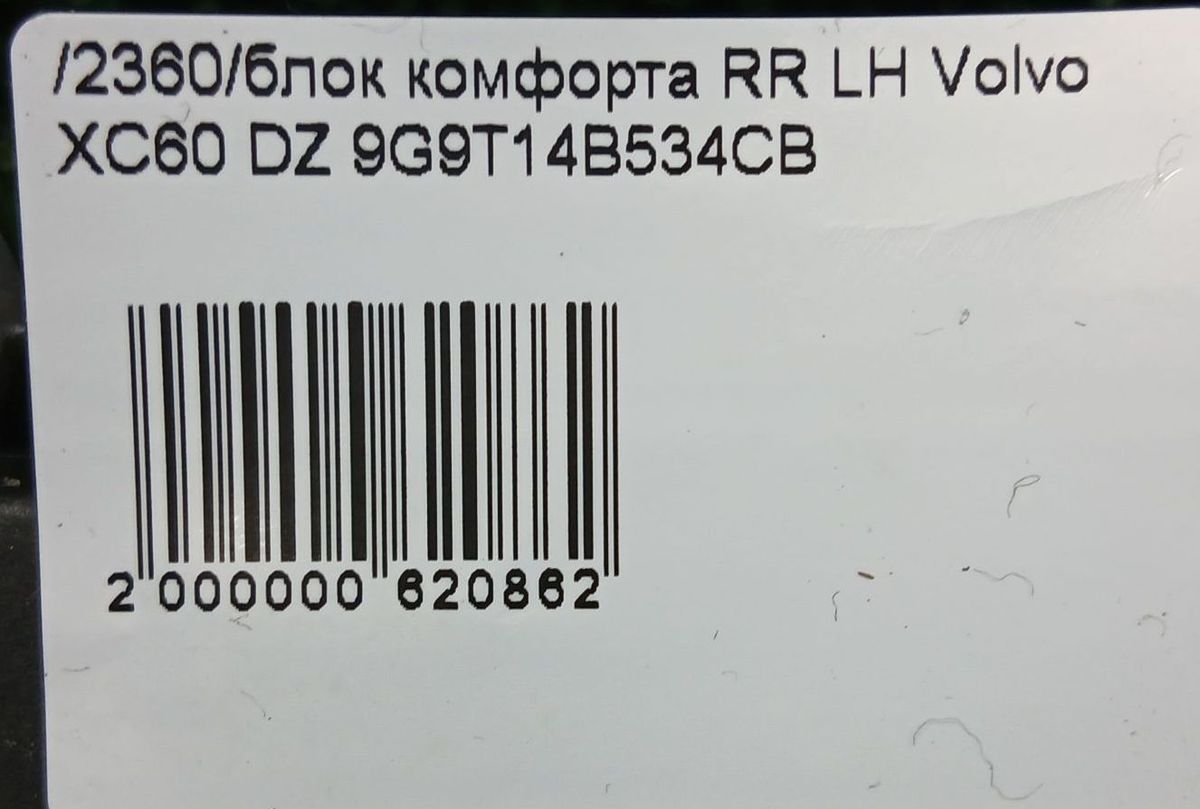 /2360/блок комфорта RR LH Volvo
XC60 DZ 9G9T14B534CB
2 000000 620862